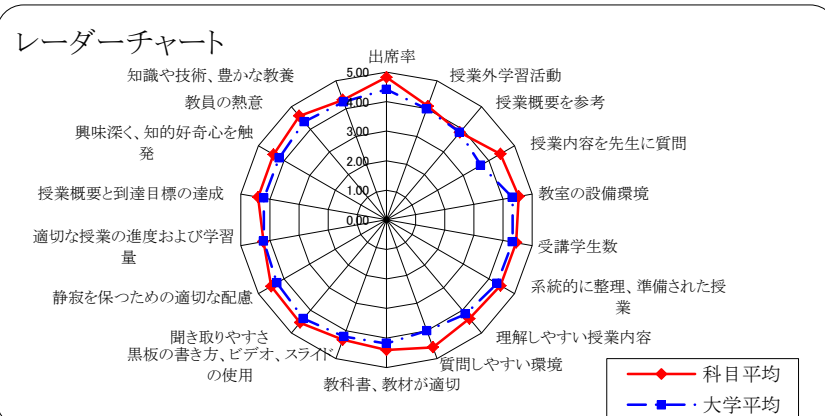 レーダーチャート
出席率
授業外学習活動
授業概要を参考
授業内容を先生に質問
教室の設備環境
受講学生数
系統的に整理、準備された授
業
理解しやすい授業内容
質問しやすい環境
教科書、教材が適切
黒板の書き方、ビデオ、スライド
の使用
聞き取りやすさ
静寂を保つための適切な配慮
適切な授業の進度および学習
量
授業概要と到達目標の達成
興味深く、知的好奇心を触
発
教員の熱意
知識や技術、豊かな教養
5.00
4.00
3.00
2.00
1.00
0.00
科目平均
大学平均